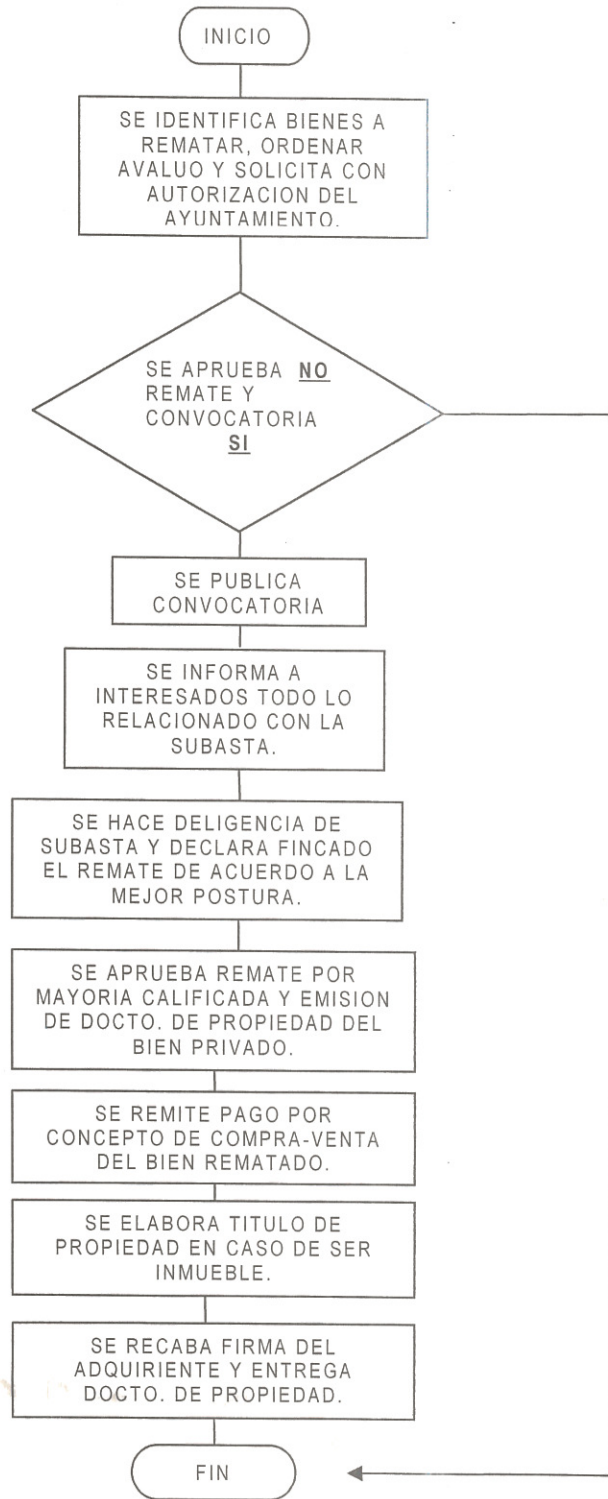 INICIO
SE IDENTIFICA BIENES A
REMATAR, ORDENAR
AVALUO Y SOLICITA CON
AUTORIZACION DEL
AYUNTAMIENTO.
SE APRUEBA NO
REMATE Y
CONVOCATORIA
SI
SE PUBLICA
CONVOCATORIA
SE INFORMA A
INTERESADOS TODO LO
RELACIONADO CON LA
SUBASTA.
SE HACE DELIGENCIA DE
SUBASTA Y DECLARA FINCADO
EL REMATE DE ACUERDO A LA
MEJOR POSTURA.
SE APRUEBA REMATE POR
MAYORIA CALIFICADA Y EMISION
DE DOCTO. DE PROPIEDAD DEL
BIEN PRIVADO.
SE REMITE PAGO POR
CONCEPTO DE COMPRA-VENTA
DEL BIEN REMATADO.
SE ELABORA TITULO DE
PROPIEDAD EN CASO DE SER
INMUEBLE.
SE RECABA FIRMA DEL
ADQUIRIENTE Y ENTREGA
DOCTO. DE PROPIEDAD.
FIN